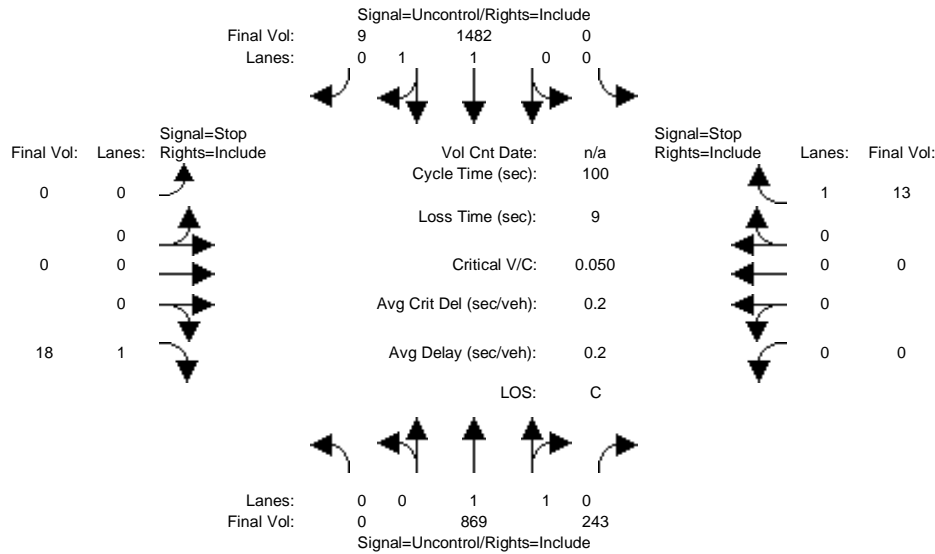 Signal=Uncontrol/Rights=Include
Final Vol: 9 1482 0
Lanes: 0 1 1 0 0
Signal=Stop
Final Vol: Lanes: Rights=Include
Vol Cnt Date: n/a
Signal=Stop
Rights=Include Lanes: Final Vol:
Cycle Time (sec): 100
0 0
1 13
Loss Time (sec): 9
0
0
0 0
Critical V/C: 0.050
0 0
0
Avg Crit Del (sec/veh): 0.2
0
18 1
Avg Delay (sec/veh): 0.2
0 0
LOS: C
Lanes: 0 0 1 1 0
Final Vol: 0 869 243
Signal=Uncontrol/Rights=Include